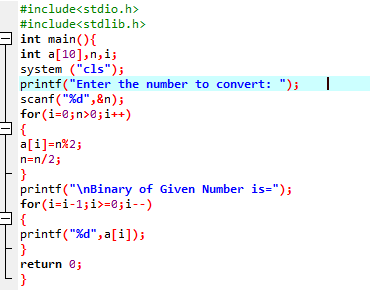 #include<stdio.h>
#include<stdlib.h>
int main(){
int a[10],n,i;
system ("cls");
printf("Enter the number to convert: ");
scanf("%d",&n);
for(i=0;n>0;i++)
{
a[i]=n%2;
n=n/2;
}
printf("\nBinary of Given Number is=");
for(i=i-1;i>=0;i--)
{
printf("%d",a[i]);
}
return 0;
}